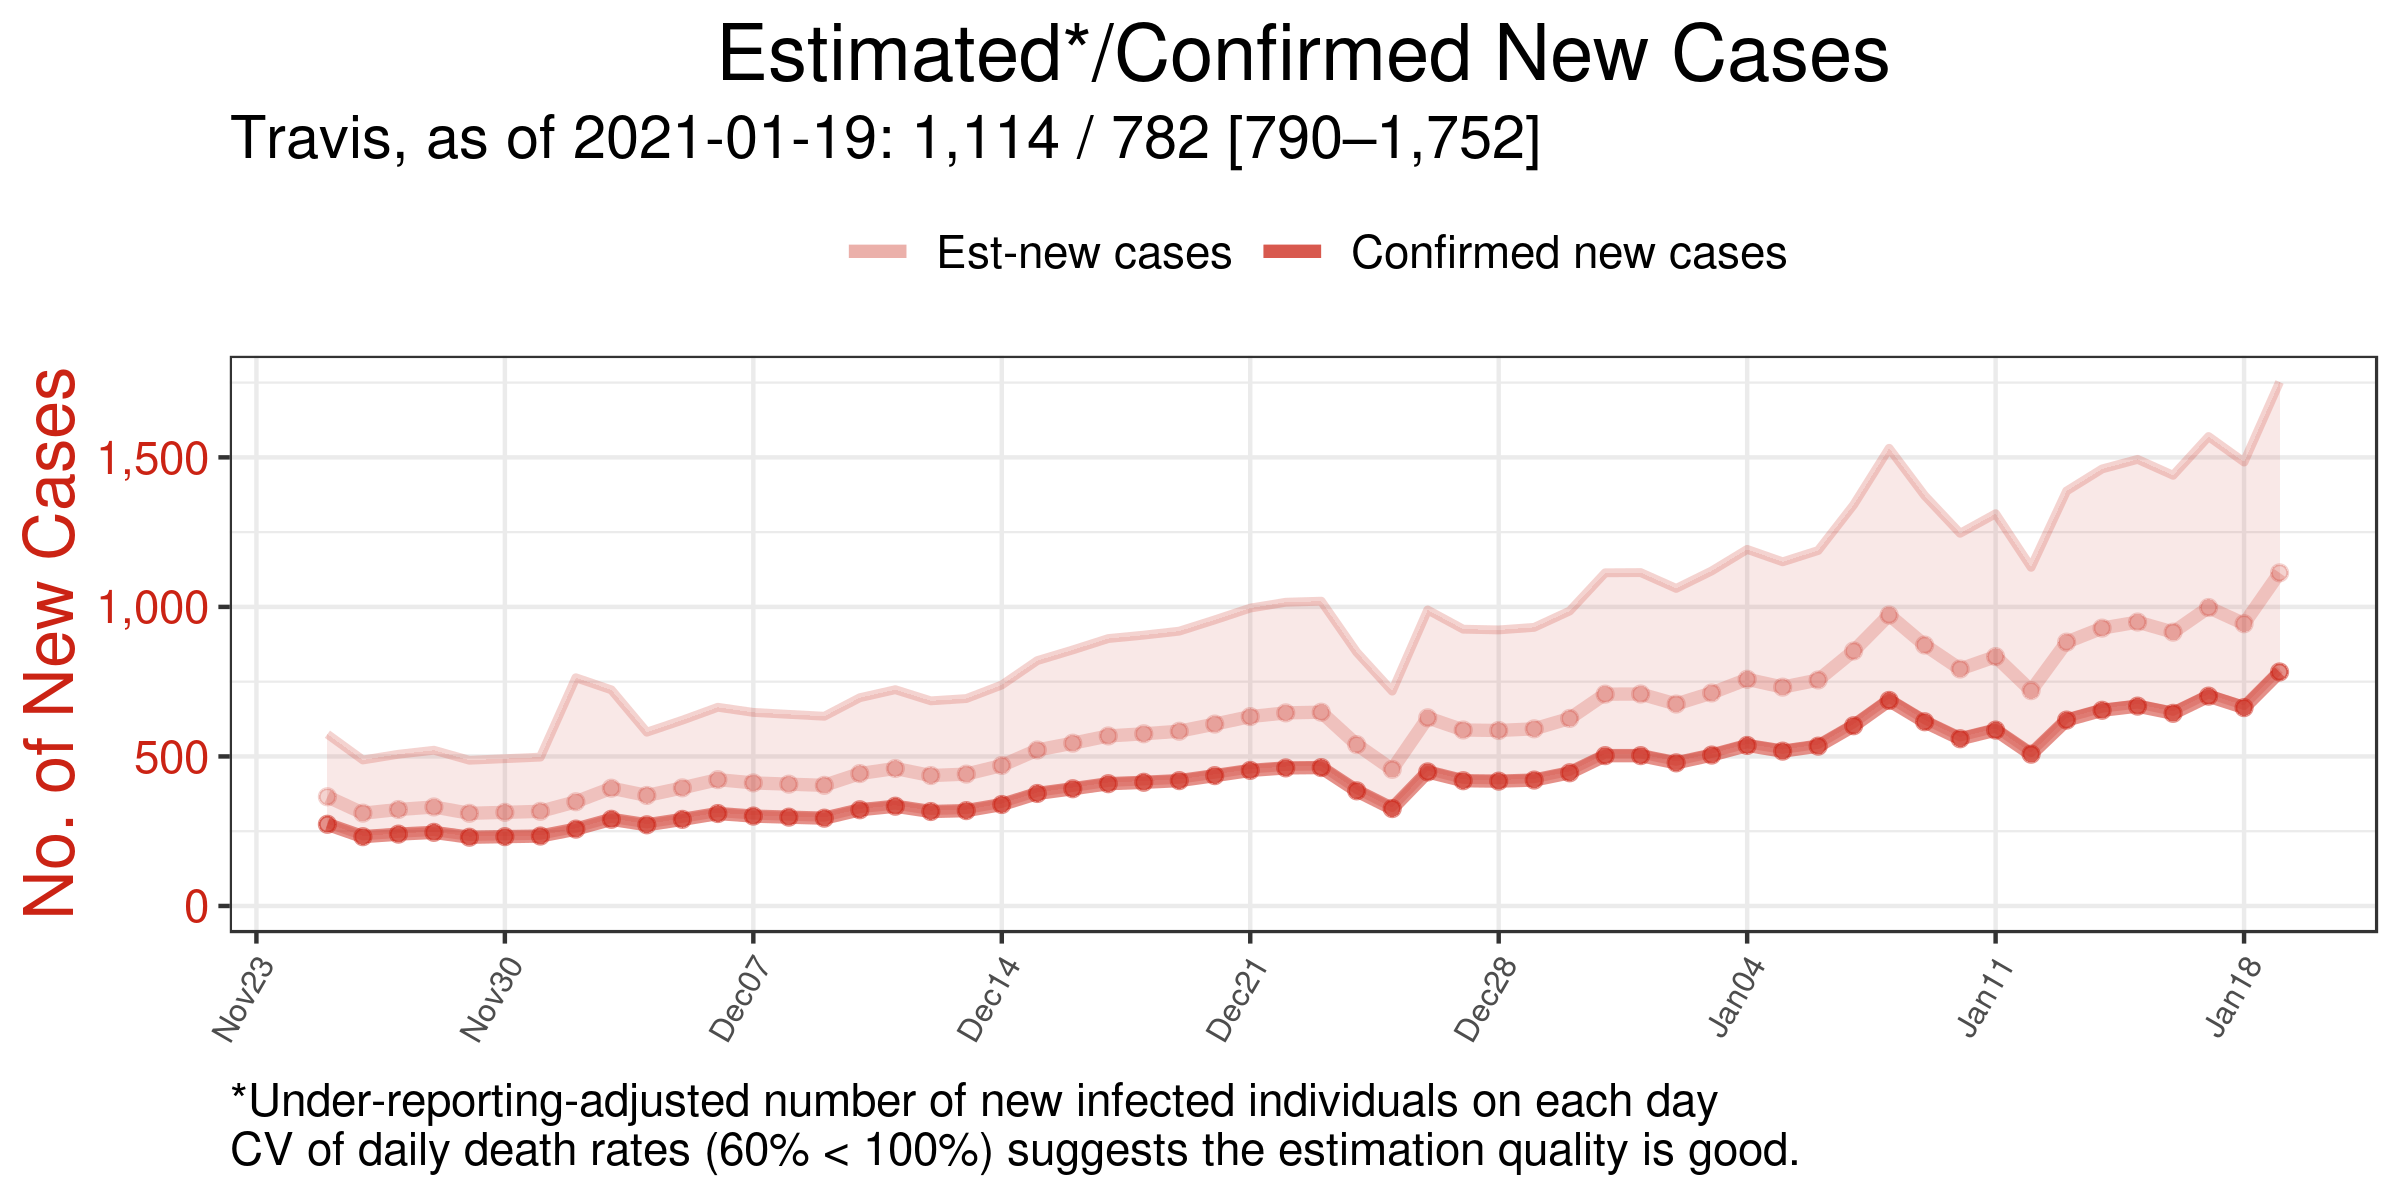 Estimated*/Confirmed New Cases
Travis, as of 2021-01-19: 1,114 / 782 [790–1,752]
Est-new cases Confirmed new cases
No. of New Cases
1,500
1,000
500
0
Nov23 Nov30 Dec07 Dec14 Dec21 Dec28 Jan04 Jan11 Jan18
*Under-reporting-adjusted number of new infected individuals on each day
CV of daily death rates (60% < 100%) suggests the estimation quality is good.